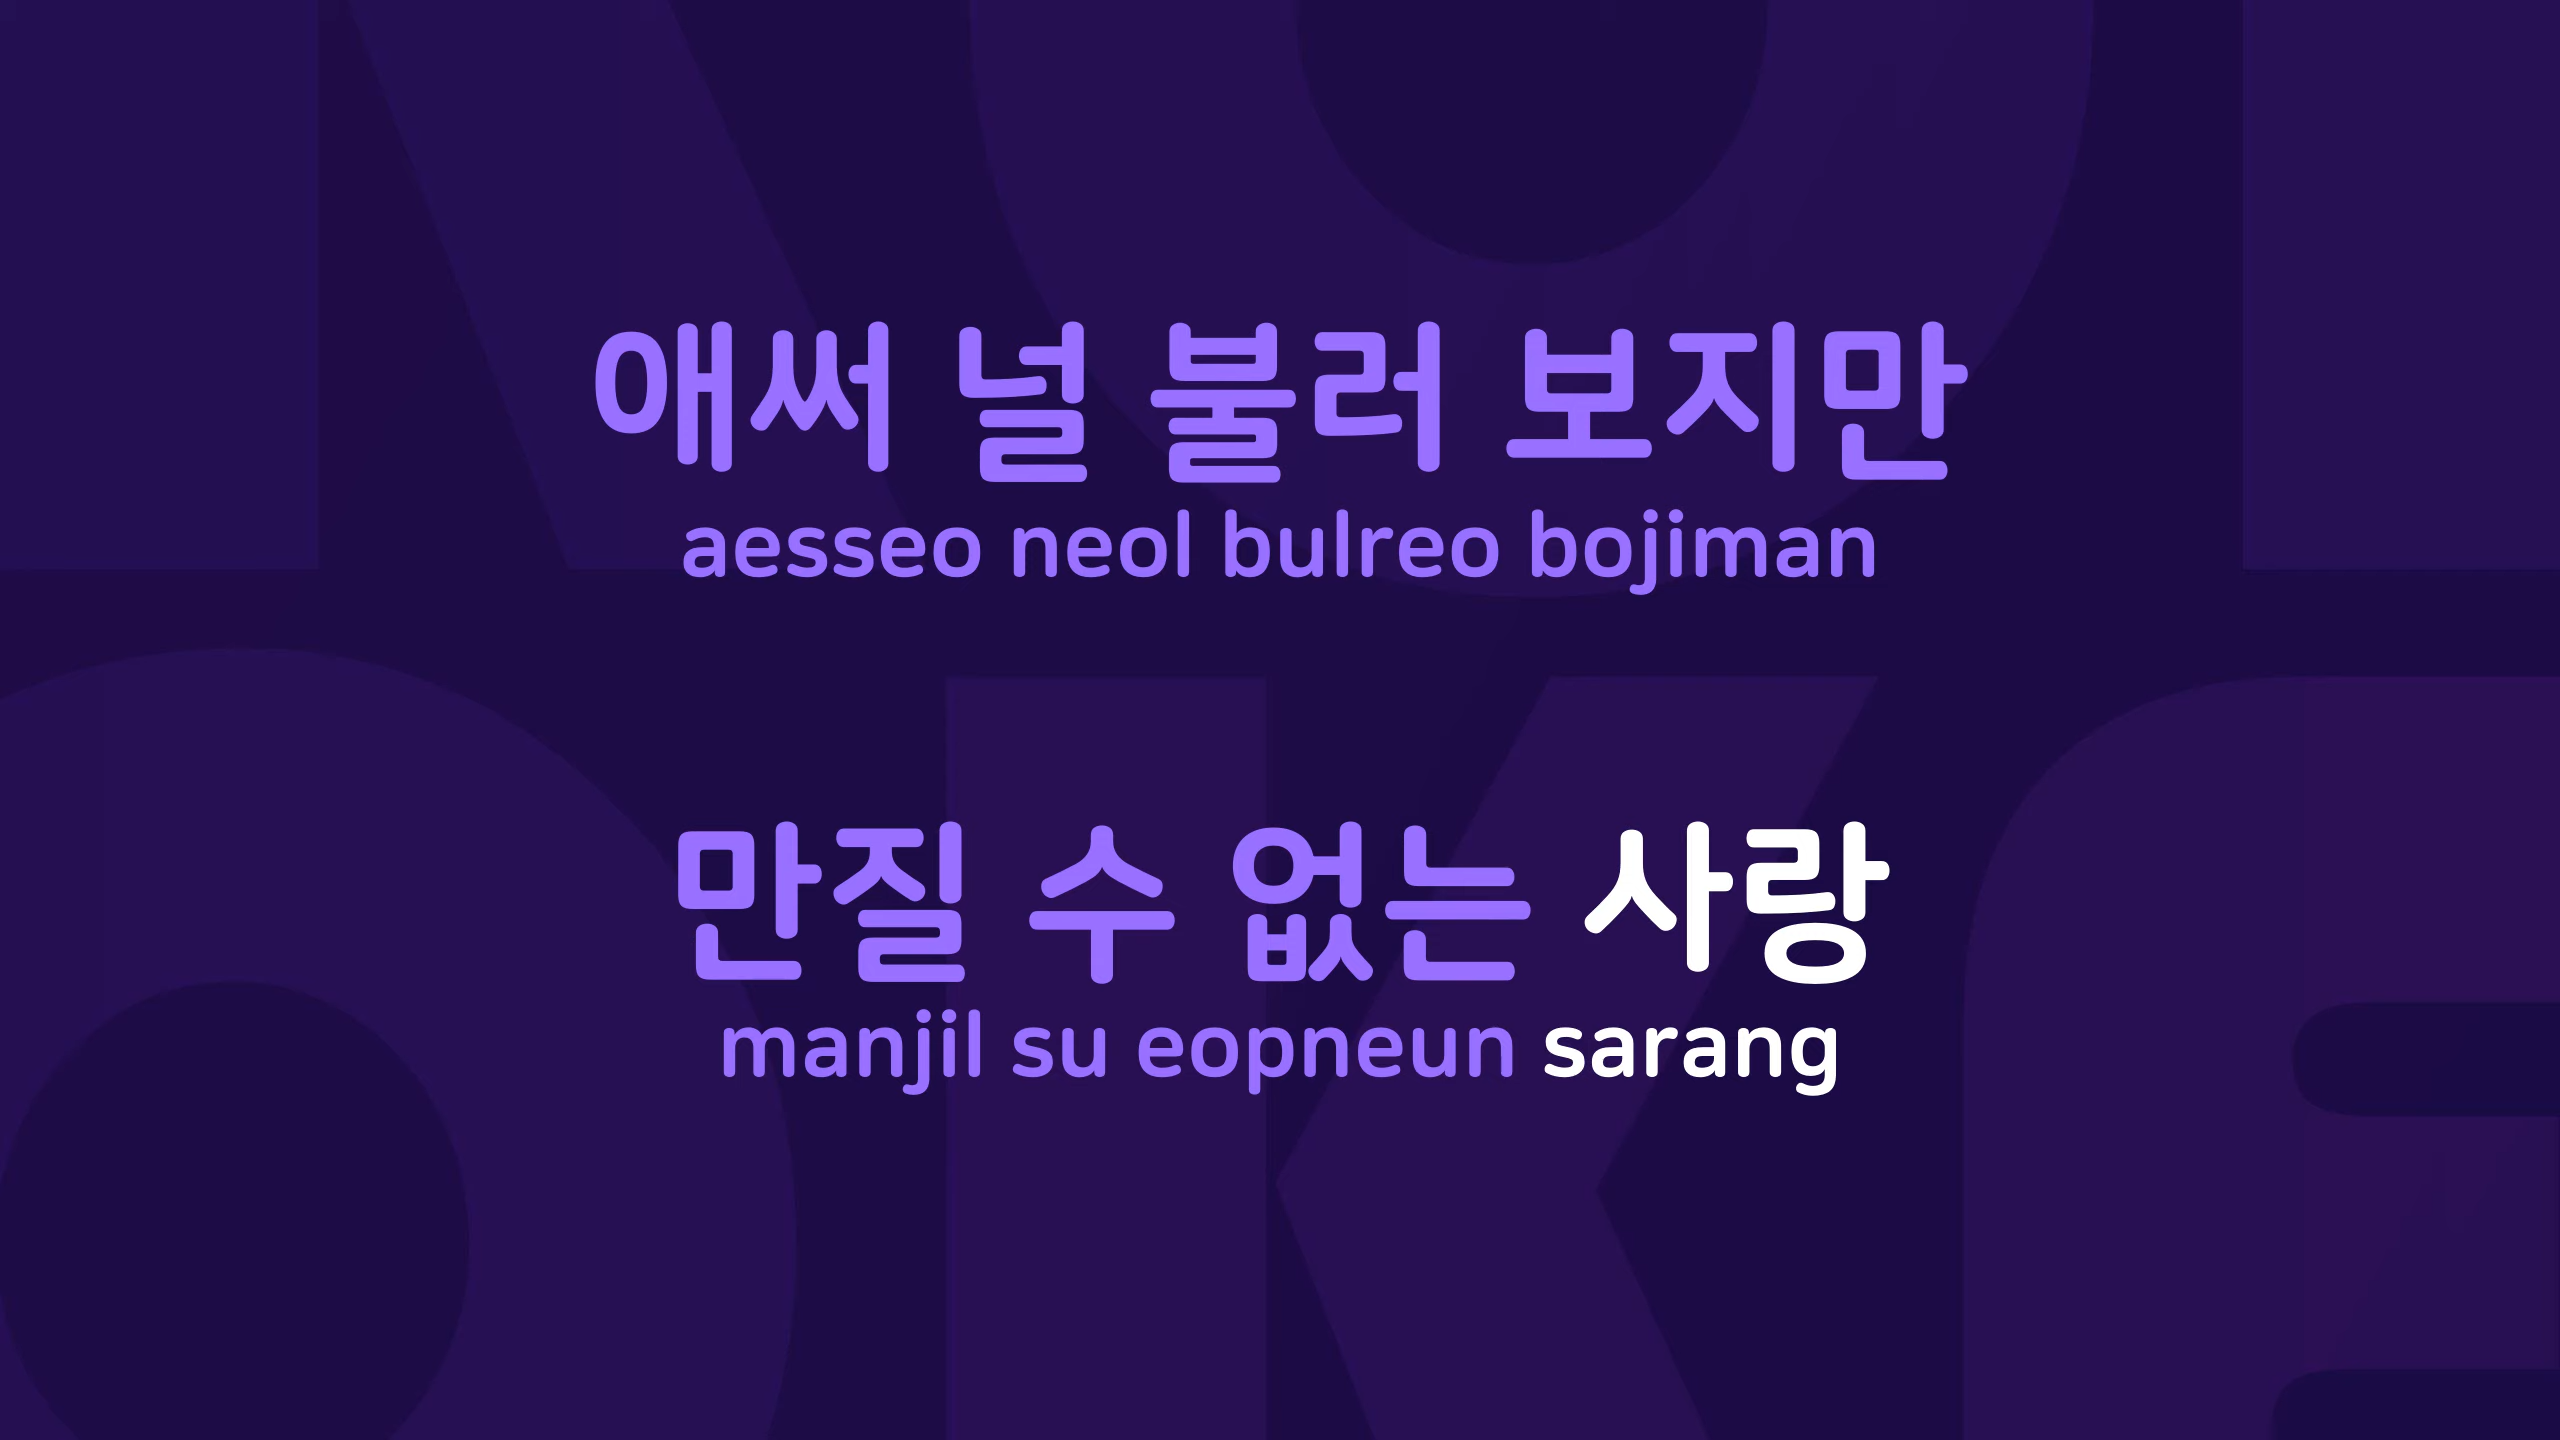 애써 널 불러 보지만
aesseo neol bulreo bojiman
만질 수 없는 사랑
manjil su eopneun sarang